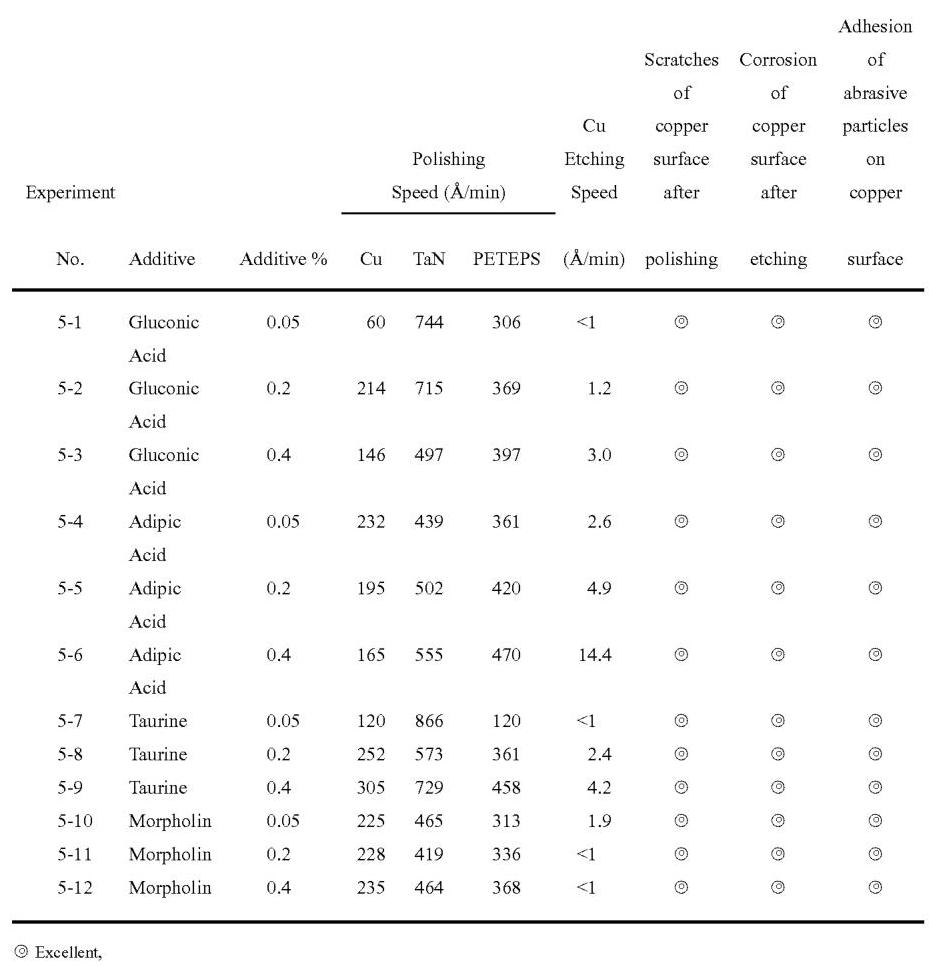 Adhesion
Scratches Corrosion of
of of abrasive
Cu copper copper particles
Polishing Etching surface surface on
Experiment Speed (Å/min) Speed after after copper
No. Additive Additive % Cu TaN PETEPS (Å/min) polishing etching surface
5-1 Gluconic 0.05 60 744 306 <1 ◎ ◎ ◎
Acid
5-2 Gluconic 0.2 214 715 369 1.2 ◎ ◎ ◎
Acid
5-3 Gluconic 0.4 146 497 397 3.0 ◎ ◎ ◎
Acid
5-4 Adipic 0.05 232 439 361 2.6 ◎ ◎ ◎
Acid
5-5 Adipic 0.2 195 502 420 4.9 ◎ ◎ ◎
Acid
5-6 Adipic 0.4 165 555 470 14.4 ◎ ◎ ◎
Acid
5-7 Taurine 0.05 120 866 120 <1 ◎ ◎ ◎
5-8 Taurine 0.2 252 573 361 2.4 ◎ ◎ ◎
5-9 Taurine 0.4 305 729 458 4.2 ◎ ◎ ◎
5-10 Morpholin 0.05 225 465 313 1.9 ◎ ◎ ◎
5-11 Morpholin 0.2 228 419 336 <1 ◎ ◎ ◎
5-12 Morpholin 0.4 235 464 368 <1 ◎ ◎ ◎
◎ Excellent,